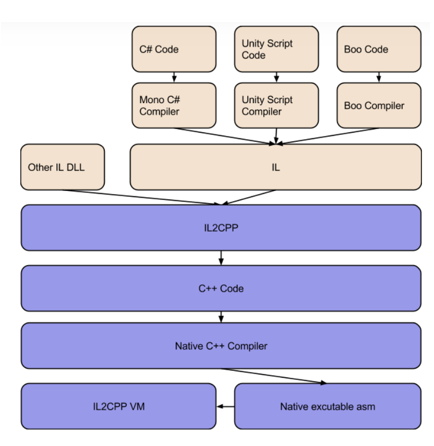 C# Code
Unity Script
Code
Boo Code
Mono C#
Compiler
Unity Script
Compiler
Boo Compiler
Other IL DLL
IL
IL2CPP
C++ Code
Native C++ Compiler
IL2CPP VM
Native excutable asm